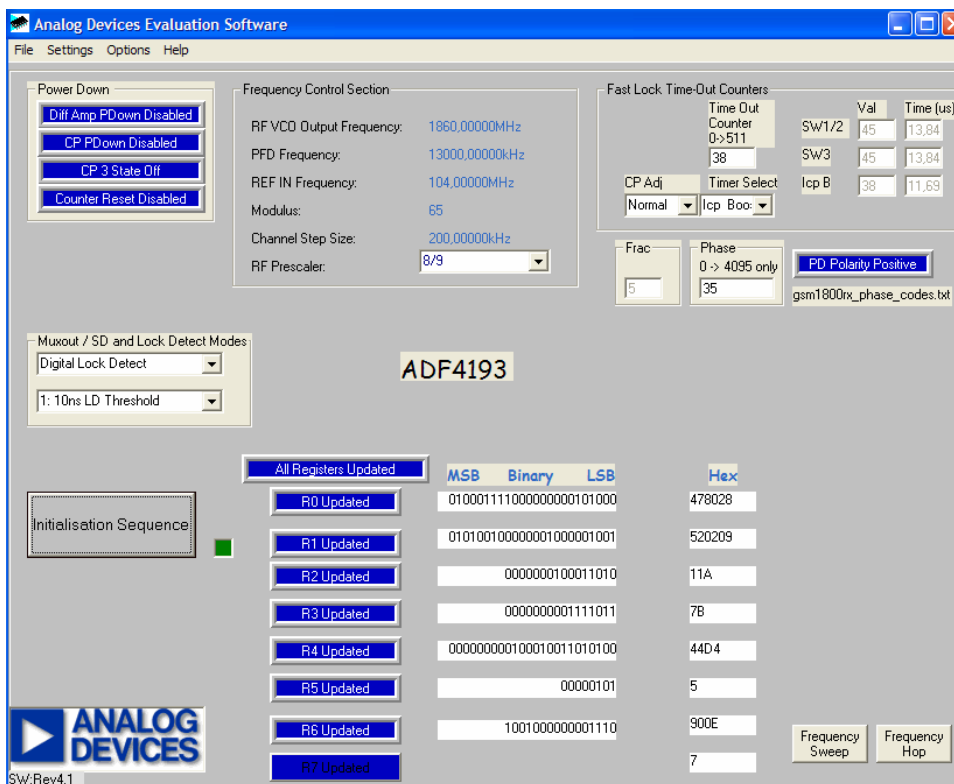 Analog Devices Evaluation Software
File Settings Options Help
Power Down
Diff Amp PDown Disabled
CP PDown Disabled
CP 3 State Off
Counter Reset Disabled
Frequency Control Section
RF VCO Output Frequency: 1860,00000MHz
PFD Frequency: 13000,00000kHz
REF IN Frequency: 104,00000MHz
Modulus: 65
Channel Step Size: 200,00000kHz
RF Prescaler: 8/9
Fast Lock Time-Out Counters
Time Out
Counter
0->511
38
CP Adj
Normal
Timer Select
Icp Boo
Val Time (us)
SW1/2 45 13,84
SW3 45 13,84
Icp B 38 11,69
Frac
5
Phase
0 -> 4095 only
35
PD Polarity Positive
gsm1800rx_phase_codes.txt
Muxout / SD and Lock Detect Modes
Digital Lock Detect
1: 10ns LD Threshold
ADF4193
Initialisation Sequence
All Registers Updated
MSB Binary LSB Hex
R0 Updated 010001111000000000101000 478028
R1 Updated 010100100000001000001001 520209
R2 Updated 0000000100011010 11A
R3 Updated 0000000001111011 7B
R4 Updated 000000000100010011010100 44D4
R5 Updated 00000101 5
R6 Updated 1001000000001110 900E
R7 Updated 7
ANALOG
DEVICES
SW:Rev4.1
Frequency
Sweep
Frequency
Hop